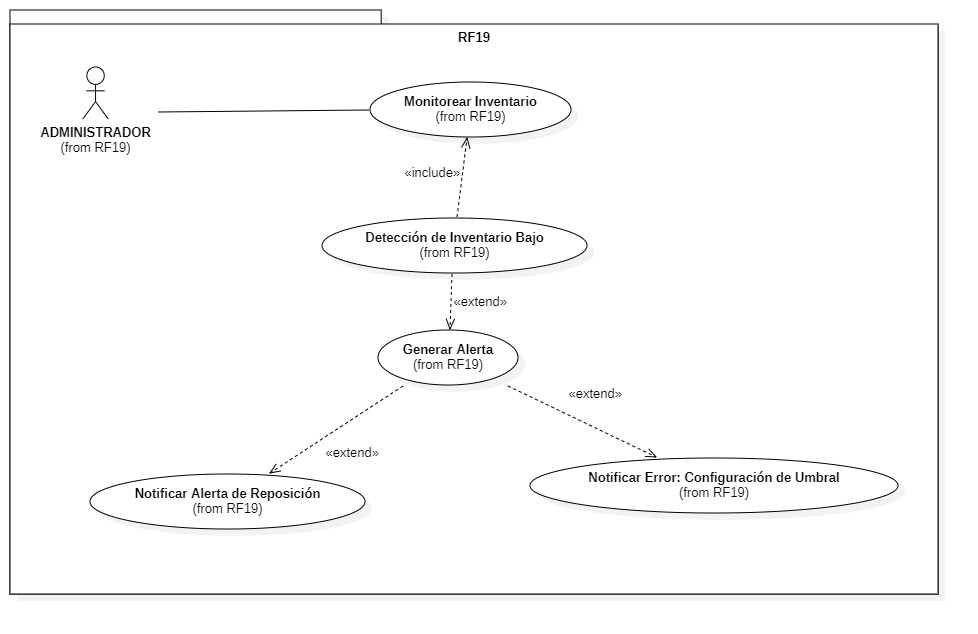 RF19
ADMINISTRADOR
(from RF19)
Monitorear Inventario
(from RF19)
«include»
Detección de Inventario Bajo
(from RF19)
«extend»
Generar Alerta
(from RF19)
«extend»
«extend»
Notificar Alerta de Reposición
(from RF19)
Notificar Error: Configuración de Umbral
(from RF19)